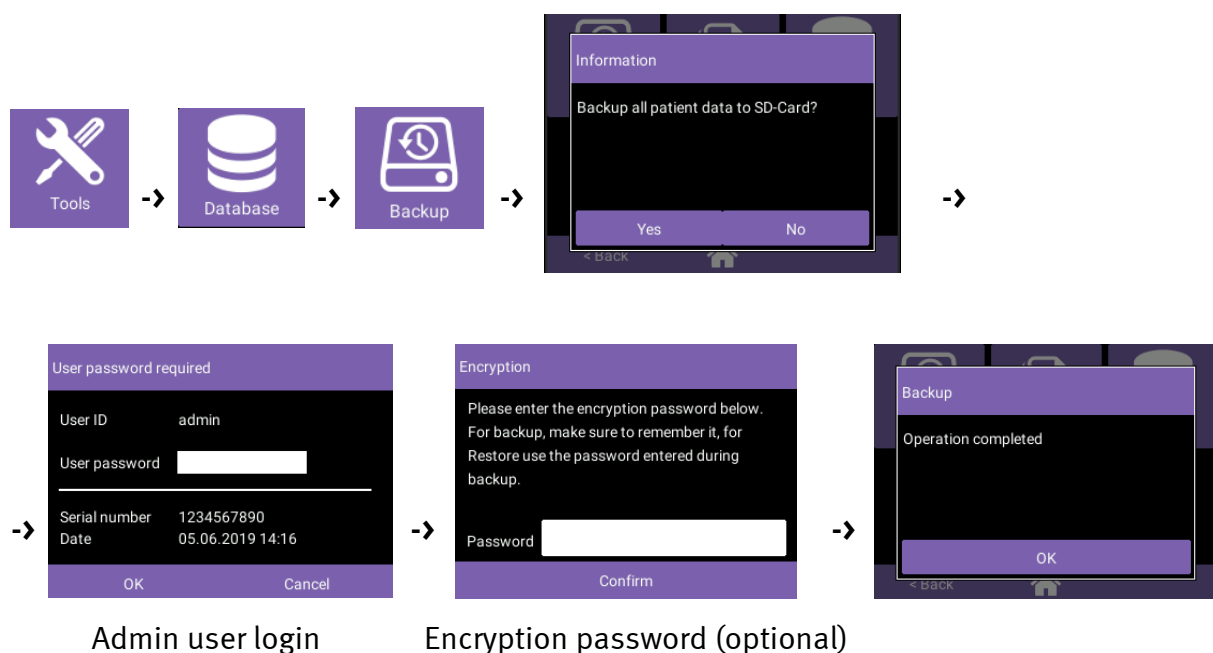 Tools
->
Database
->
Backup
->
Information
Backup all patient data to SD-Card?
Yes No
< Back
->
->
User password required
User ID admin
User password
Serial number 1234567890
Date 05.06.2019 14:16
OK Cancel
Admin user login
->
Encryption
Please enter the encryption password below.
For backup, make sure to remember it, for
Restore use the password entered during
backup.
Password
Confirm
Encryption password (optional)
->
Backup
Operation completed
OK
< Back